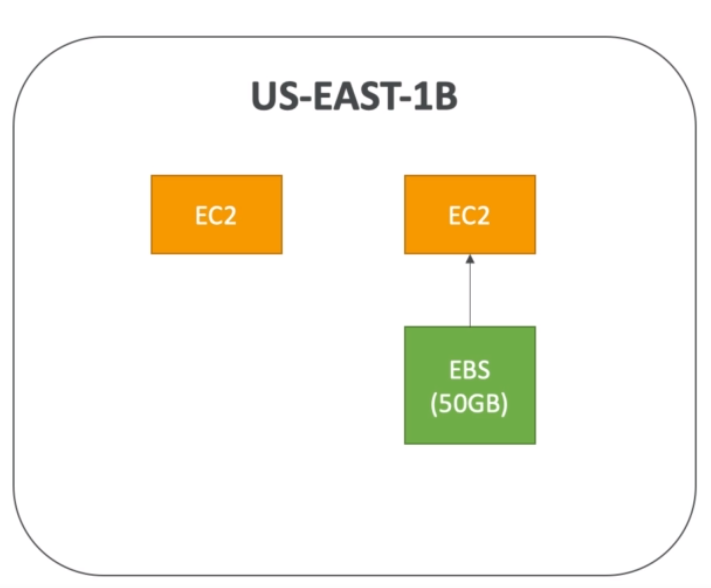 US-EAST-1B
EC2
EC2
EBS
(50GB)